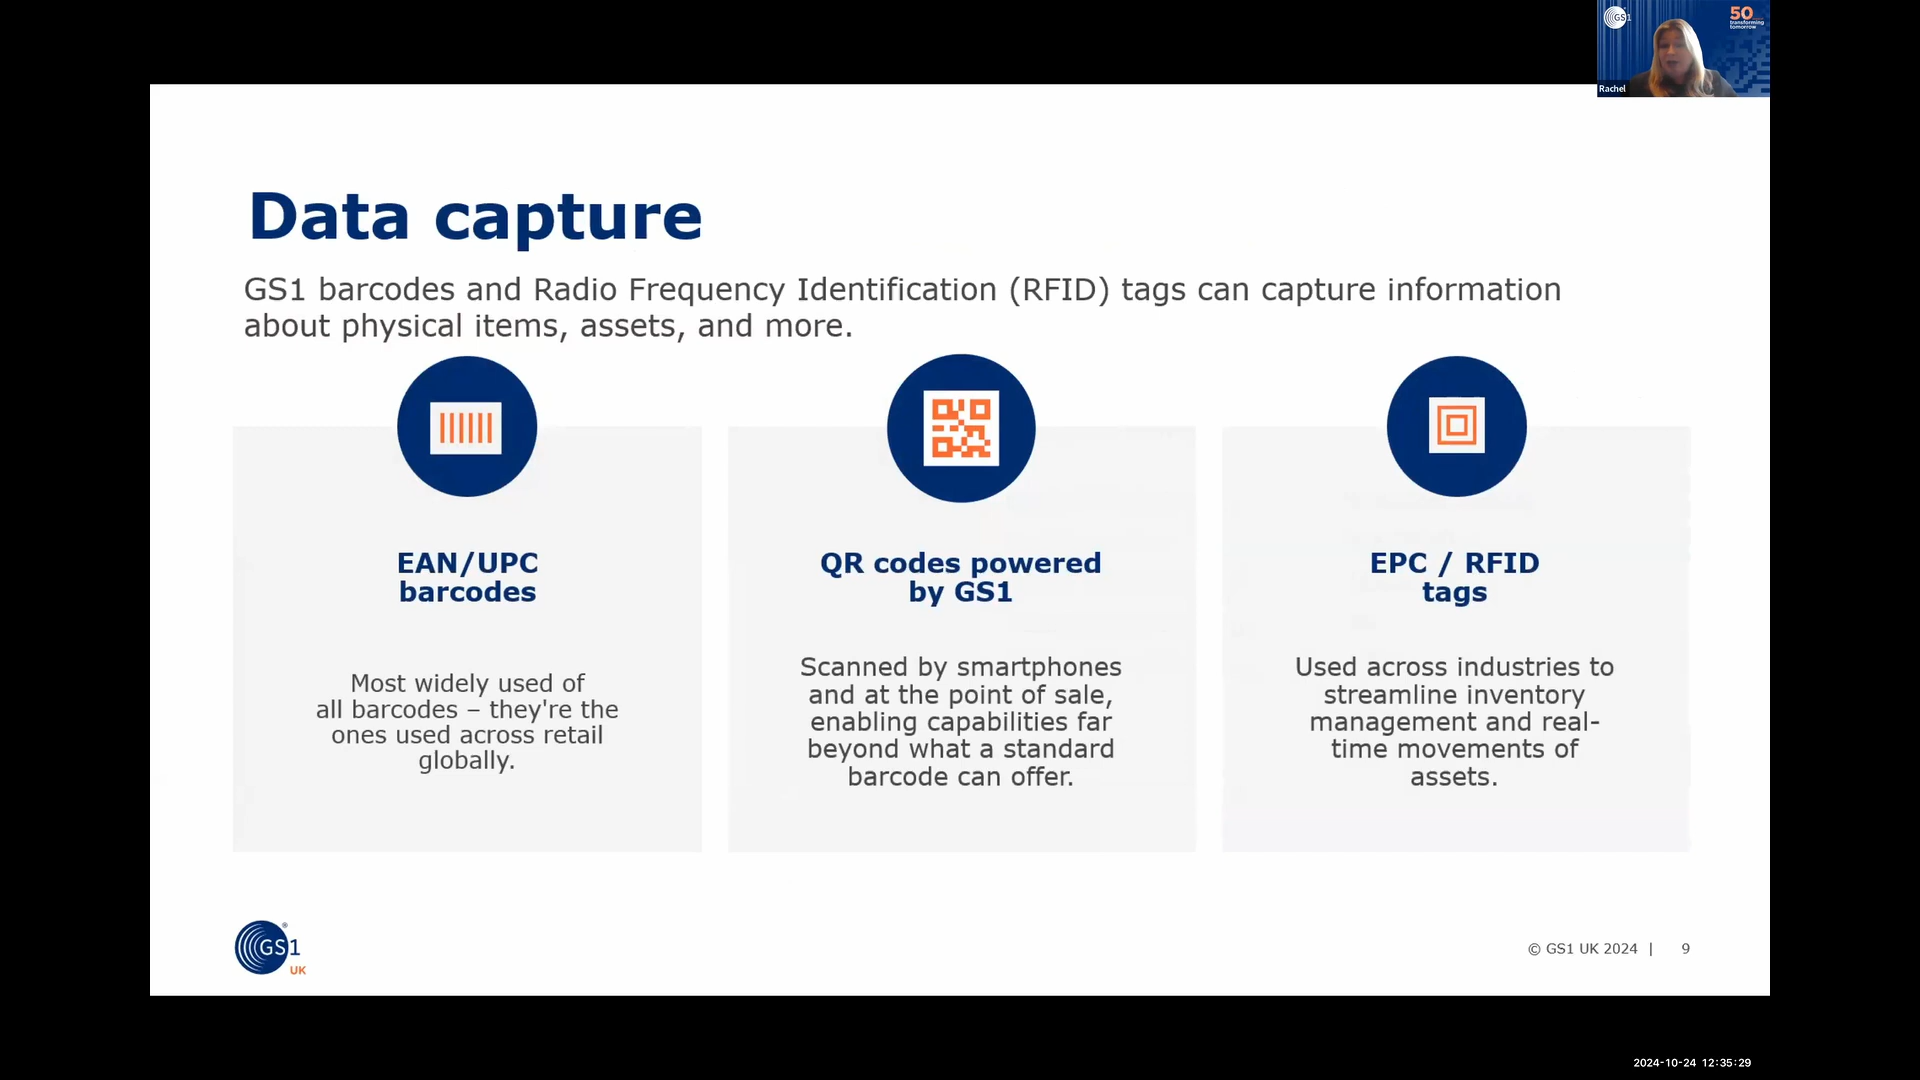 GS1
50
transforming
tomorrow
Rachel
Data capture
GS1 barcodes and Radio Frequency Identification (RFID) tags can capture information
about physical items, assets, and more.
EAN/UPC
barcodes
Most widely used of
all barcodes – they're the
ones used across retail
globally.
QR codes powered
by GS1
Scanned by smartphones
and at the point of sale,
enabling capabilities far
beyond what a standard
barcode can offer.
EPC / RFID
tags
Used across industries to
streamline inventory
management and real-
time movements of
assets.
GS1®
UK
© GS1 UK 2024 | 9
2024-10-24 12:35:29